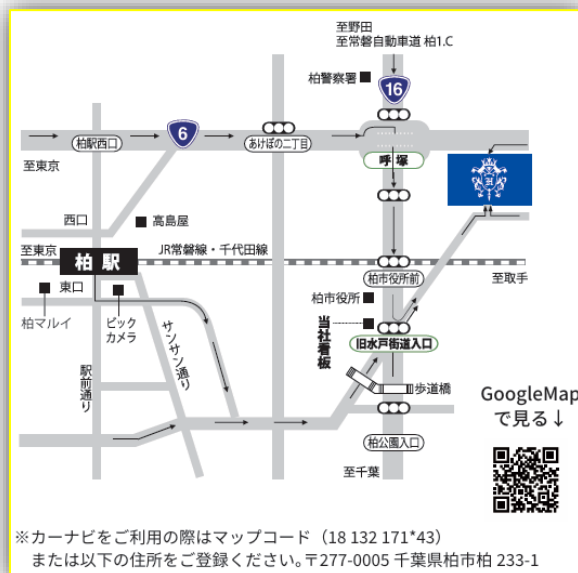 至野田
至常磐自動車道 柏1.C
柏警察署
16
6
柏駅西口
あけぼの二丁目
呼塚
至東京
西口
高島屋
至東京
柏駅
JR常磐線・千代田線
柏市役所前
至取手
東口
柏マルイ
ビック
カメラ
柏市役所
当社看板
旧水戸街道入口
サンサン通り
駅前通り
歩道橋
GoogleMap
で見る↓
柏公園入口
至千葉
※カーナビをご利用の際はマップコード（18 132 171*43）
または以下の住所をご登録ください。〒277-0005 千葉県柏市柏 233-1